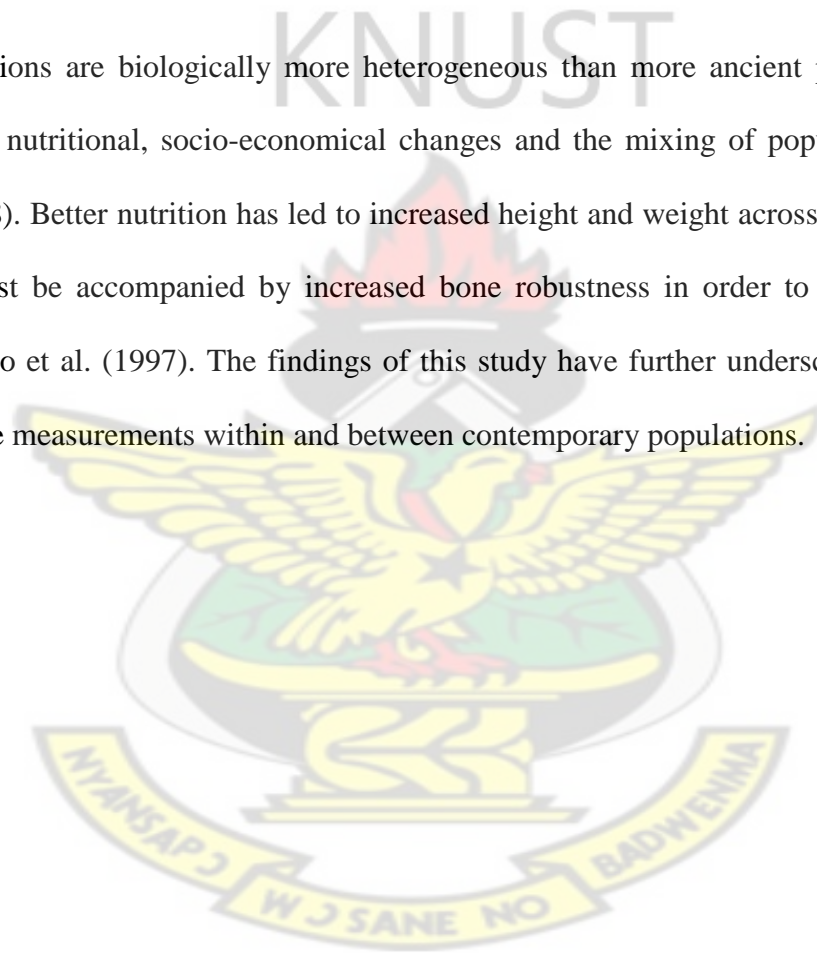 KNUST
ions are biologically more heterogeneous than more ancient
nutritional, socio-economical changes and the mixing of pop
). Better nutrition has led to increased height and weight across
st be accompanied by increased bone robustness in order to
o et al. (1997). The findings of this study have further undersc
e measurements within and between contemporary populations.
NYANSAPƆ WƆ SANE NO BADWENMA